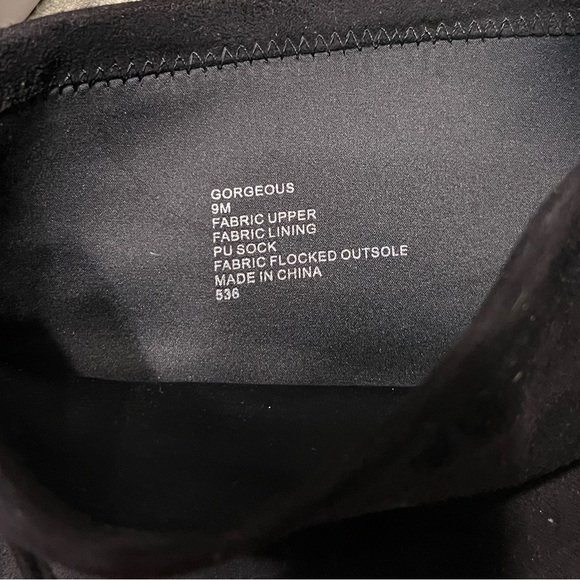 GORGEOUS
9M
FABRIC UPPER
FABRIC LINING
PU SOCK
FABRIC FLOCKED OUTSOLE
MADE IN CHINA
536